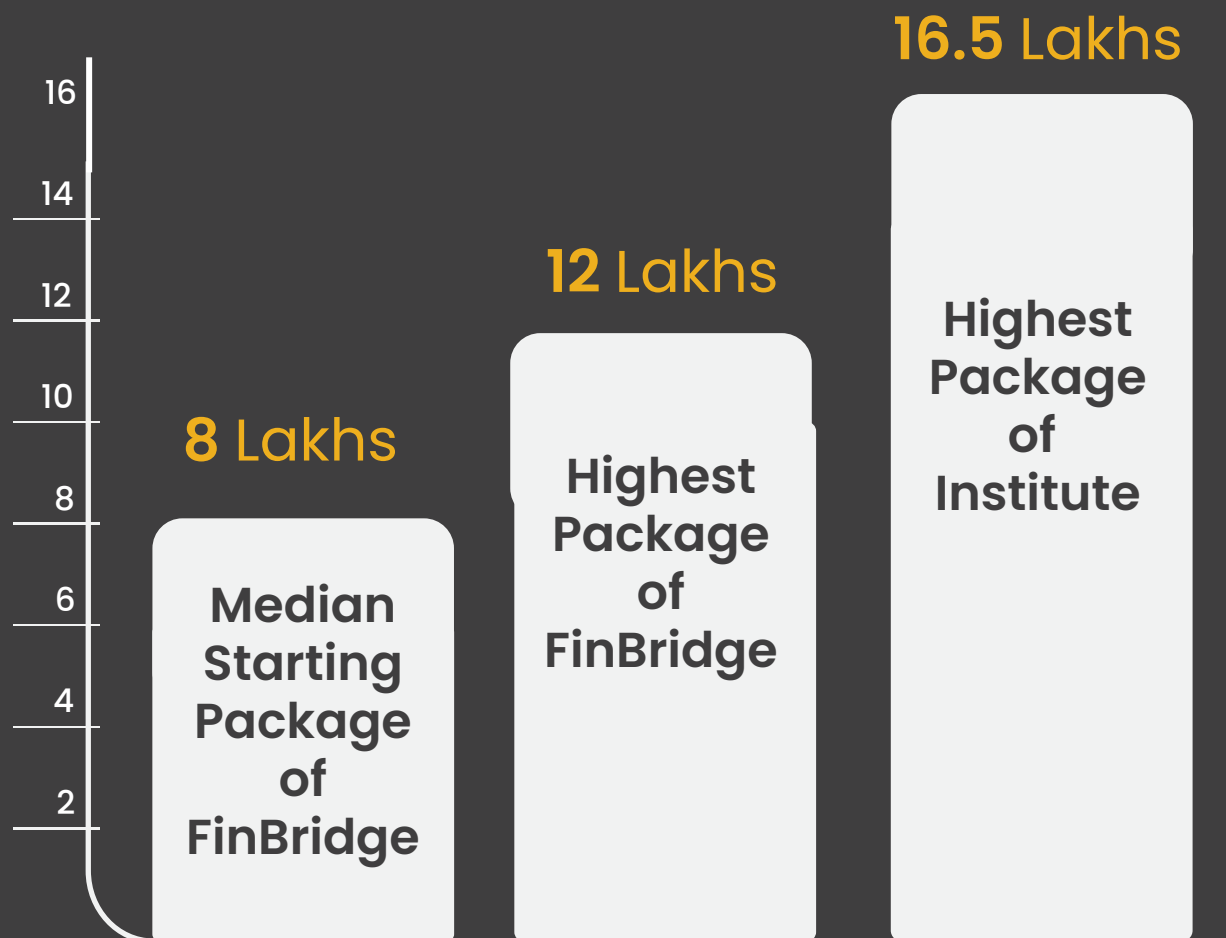 16.5 Lakhs
16
14
12
10
8
6
4
2
12 Lakhs
8 Lakhs
Median
Starting
Package
of
FinBridge
Highest
Package
of
FinBridge
Highest
Package
of
Institute